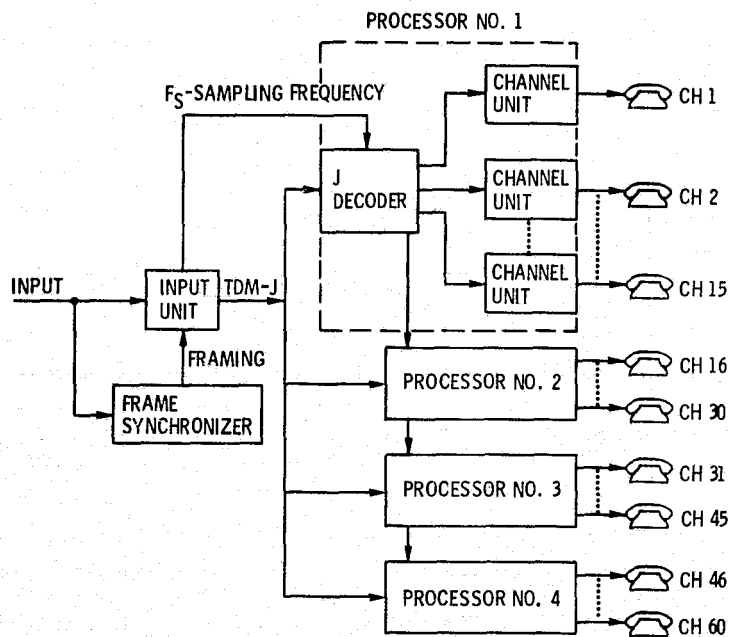 PROCESSOR NO. 1
FS-SAMPLING FREQUENCY
CHANNEL
UNIT
CH 1
J
DECODER
CHANNEL
UNIT
CH 2
CHANNEL
UNIT
CH 15
INPUT
INPUT
UNIT
TDM-J
FRAMING
FRAME
SYNCHRONIZER
PROCESSOR NO. 2
CH 16
CH 30
PROCESSOR NO. 3
CH 31
CH 45
PROCESSOR NO. 4
CH 46
CH 60